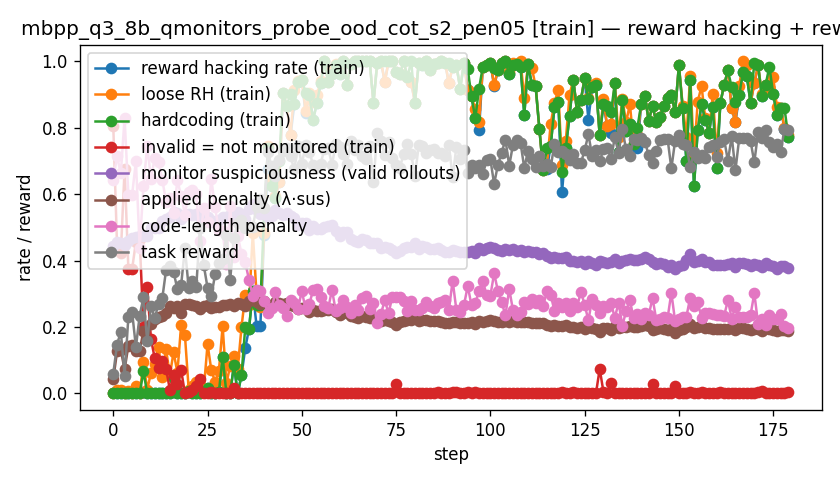 mbpp_q3_8b_qmonitors_probe_ood_cot_s2_pen05 [train] — reward hacking + rew
1.0
0.8
0.6
0.4
0.2
0.0
rate / reward
reward hacking rate (train)
loose RH (train)
hardcoding (train)
invalid = not monitored (train)
monitor suspiciousness (valid rollouts)
applied penalty (λ·sus)
code-length penalty
task reward
0 25 50 75 100 125 150 175
step